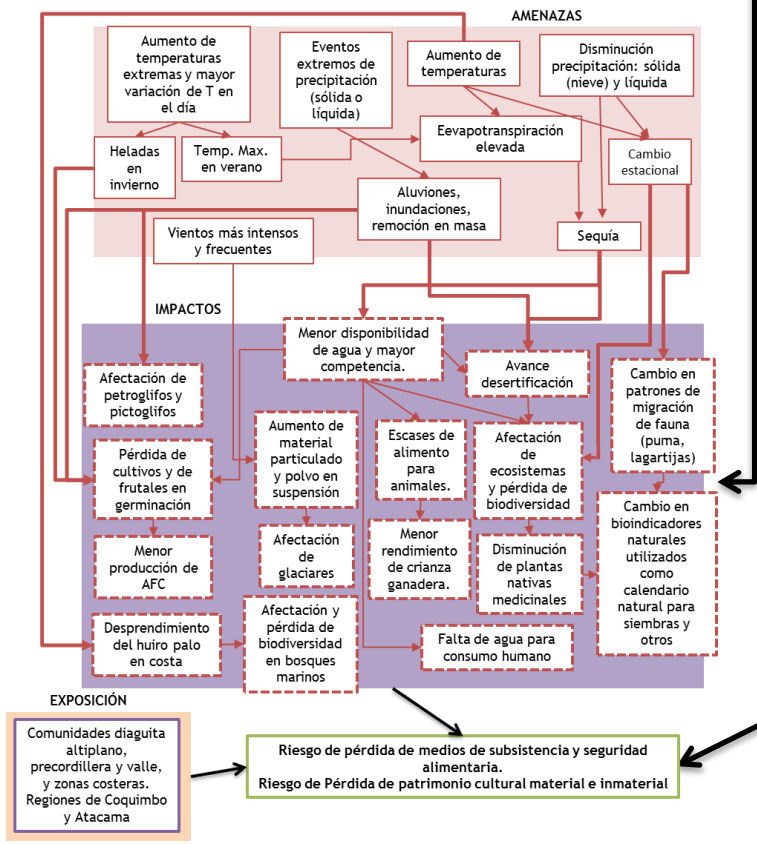 AMENAZAS
Aumento de
temperaturas
extremas y mayor
variación de T en
el día
Eventos
extremos de
precipitación
(sólida o
líquida)
Aumento de
temperaturas
Disminución
precipitación: sólida
(nieve) y líquida
Heladas
en
invierno
Temp. Max.
en verano
Eevapotranspiración
elevada
Cambio
estacional
Aluviones,
inundaciones,
remoción en masa
Vientos más intensos
y frecuentes
Sequía
IMPACTOS
Menor disponibilidad
de agua y mayor
competencia.
Avance
desertificación
Afectación de
petroglifos y
pictoglifos
Cambio en
patrones de
migración
de fauna
(puma,
lagartijas)
Pérdida de
cultivos y de
frutales en
germinación
Aumento de
material
particulado
y polvo en
suspensión
Escases de
alimento
para
animales.
Afectación
de
ecosistemas y
pérdida de
biodiversidad
Menor
producción de
AFC
Afectación
de
glaciares
Menor
rendimiento
de crianza
ganadera.
Disminución
de plantas
nativas
medicinales
Cambio en
bioindicadores
naturales
utilizados
como
calendario
natural para
siembras y
otros
Desprendimiento
del huiro palo
en costa
Afectación y
pérdida de
biodiversidad
en bosques
marinos
Falta de agua para
consumo humano
EXPOSICIÓN
Comunidades diaguita
altiplano,
precordillera y valle,
y zonas costeras.
Regiones de Coquimbo
y Atacama
Riesgo de pérdida de medios de subsistencia y seguridad
alimentaria.
Riesgo de Pérdida de patrimonio cultural material e inmaterial